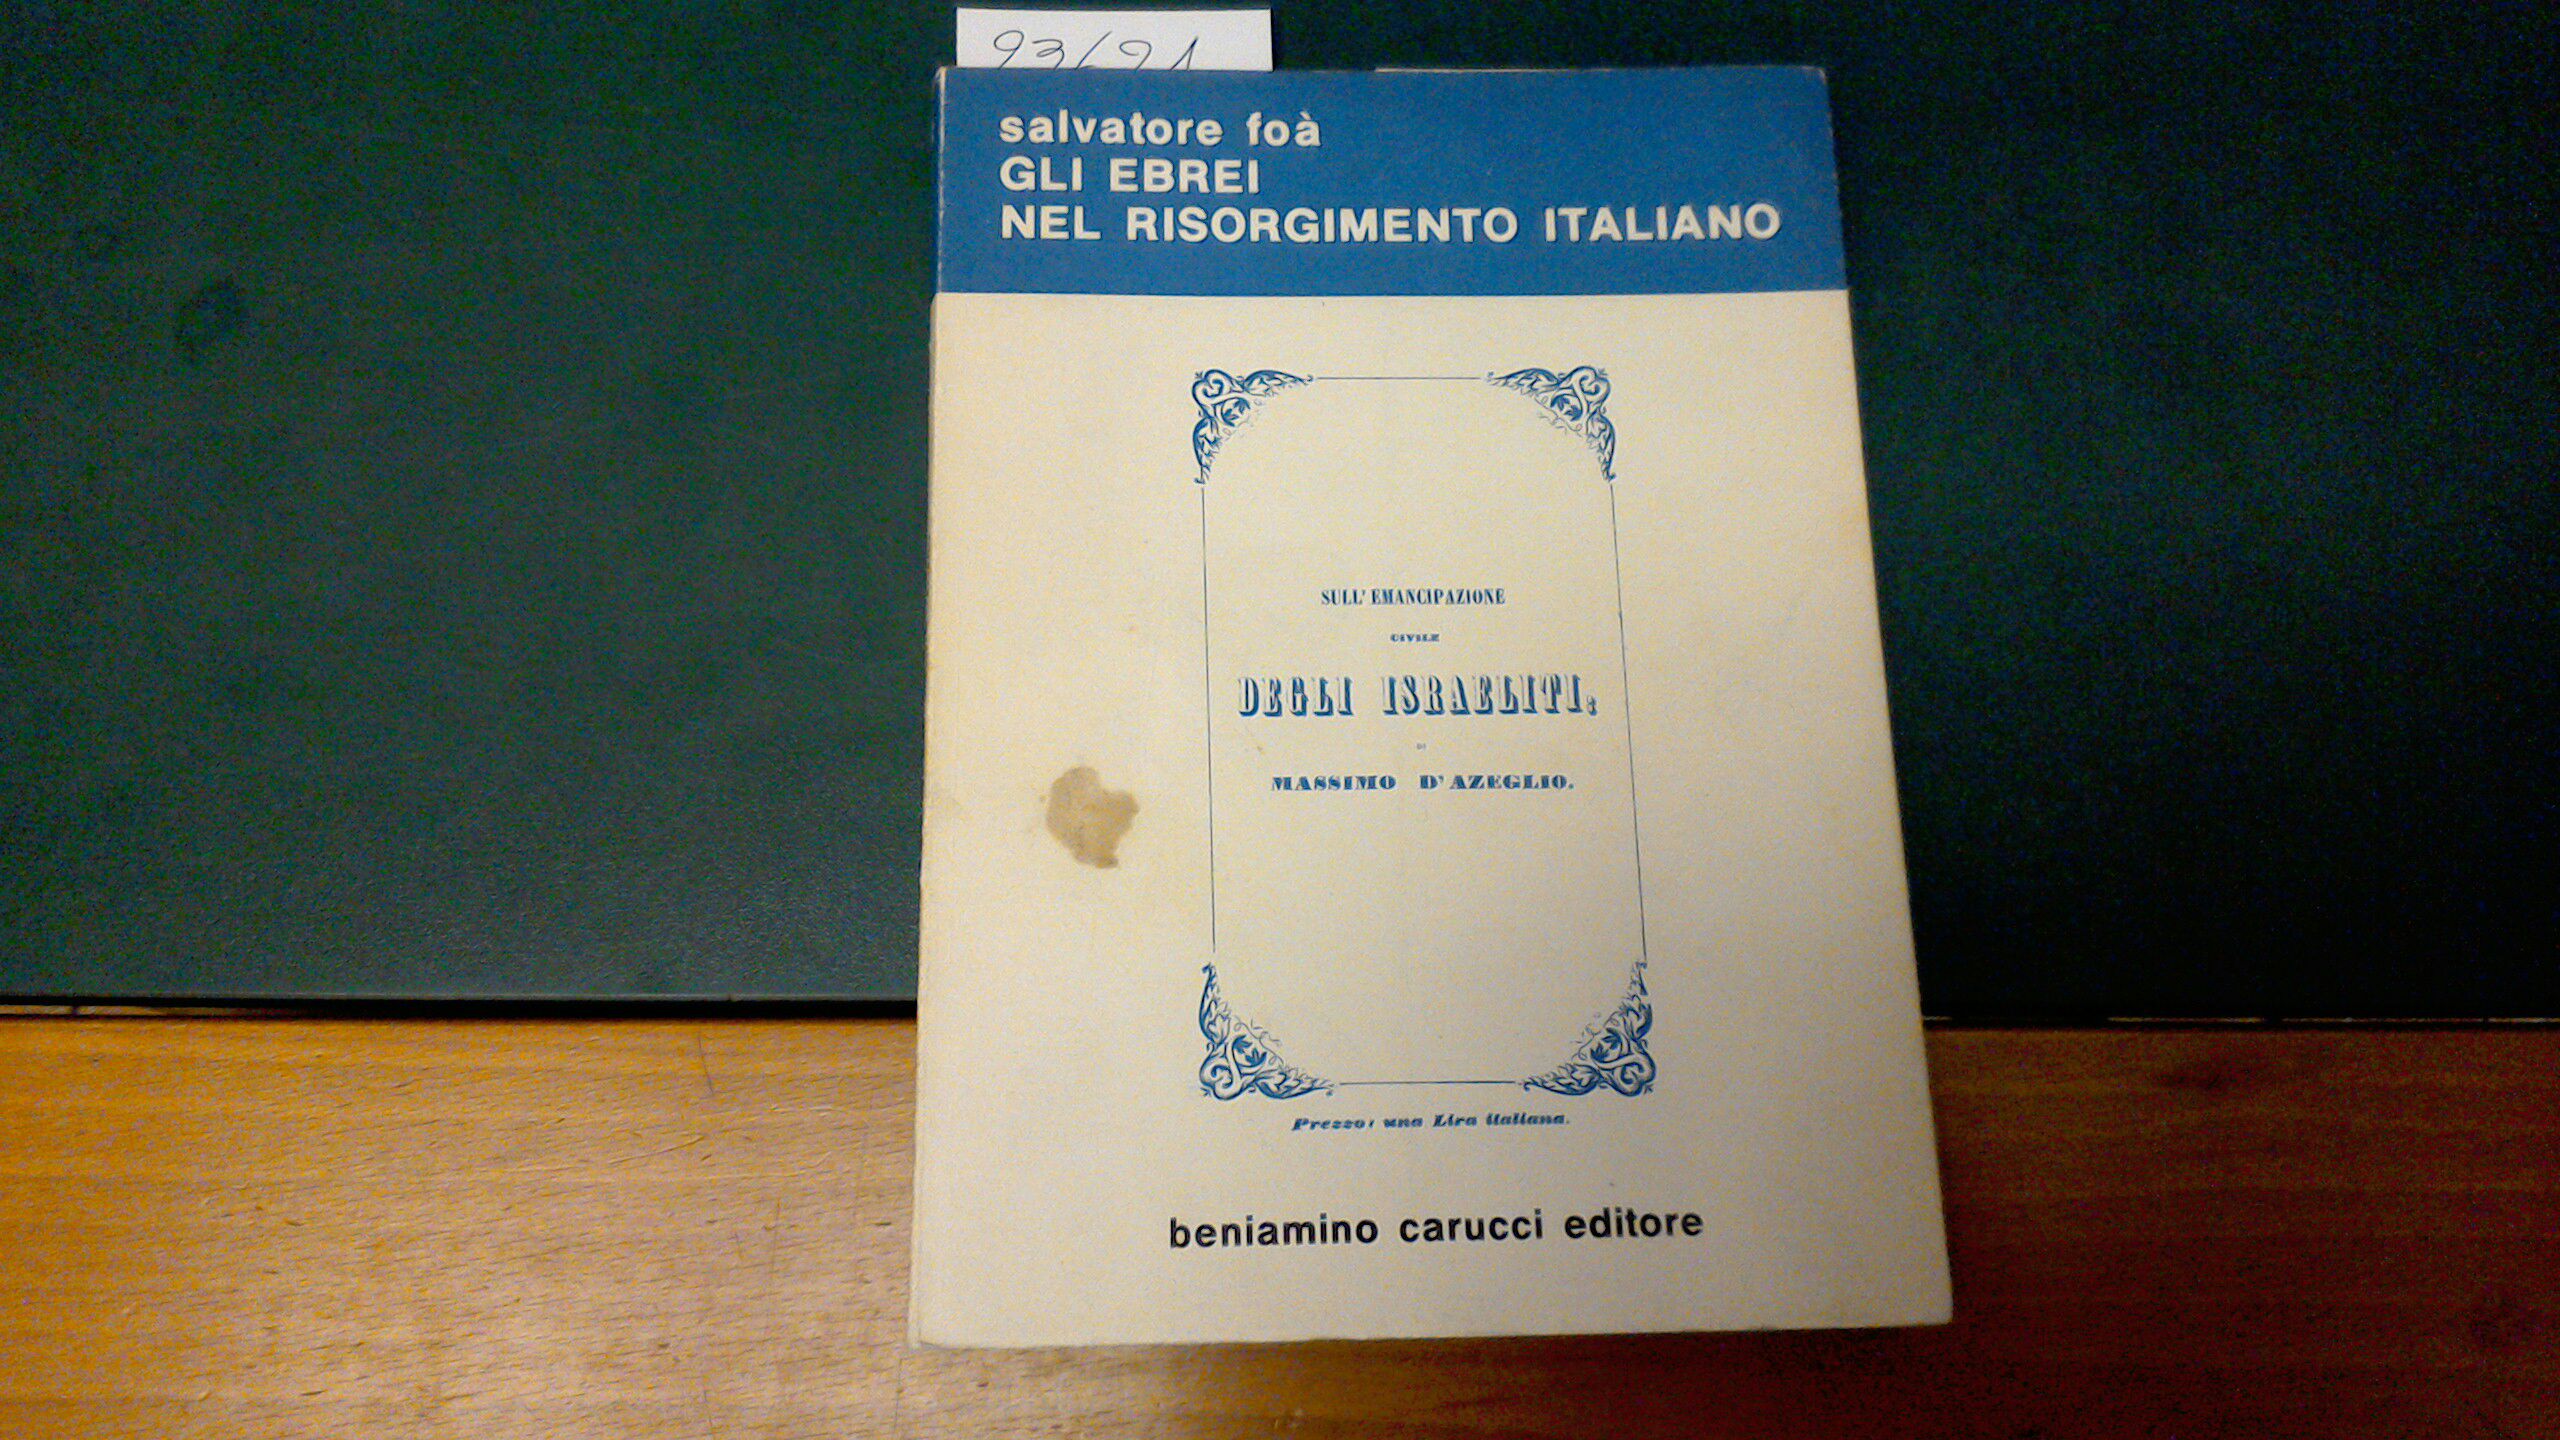 salvatore foà
GLI EBREI
NEL RISORGIMENTO ITALIANO
SULL' EMANCIPAZIONE
CIVILE
DEGLI ISRAELITI;
DI
MASSIMO D'AZEGLIO.
Prezzo: una Lira italiana.
beniamino carucci editore